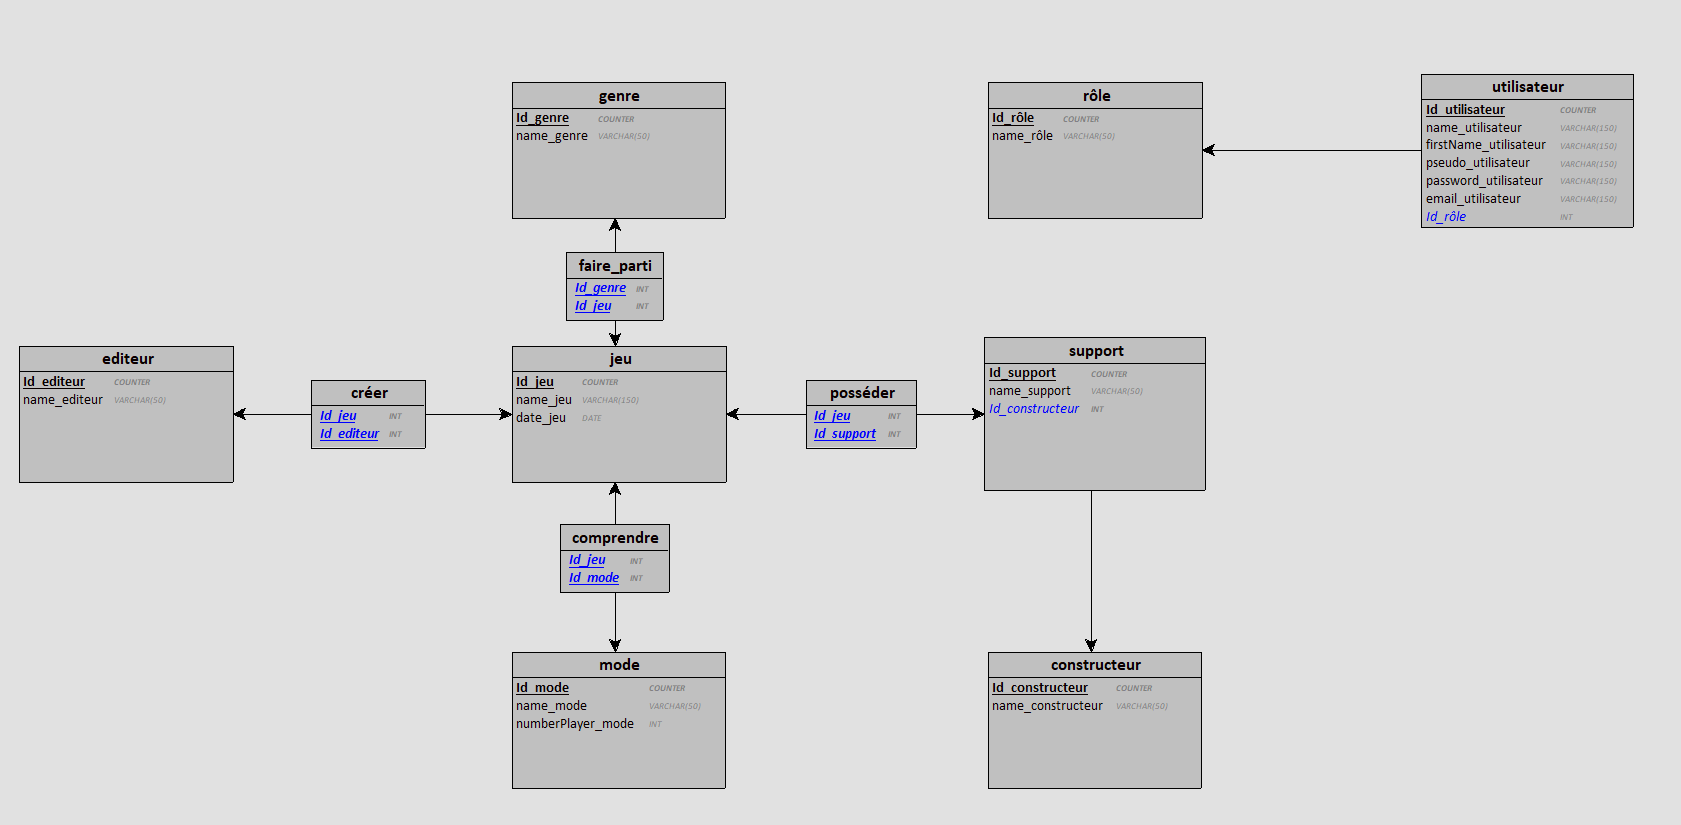 genre
Id_genre COUNTER
name_genre VARCHAR(50)
rôle
Id_rôle COUNTER
name_rôle VARCHAR(50)
utilisateur
Id_utilisateur COUNTER
name_utilisateur VARCHAR(150)
firstName_utilisateur VARCHAR(150)
pseudo_utilisateur VARCHAR(150)
password_utilisateur VARCHAR(150)
email_utilisateur VARCHAR(150)
Id_rôle INT
faire_parti
Id_genre INT
Id_jeu INT
editeur
Id_editeur COUNTER
name_editeur VARCHAR(50)
créer
Id_jeu INT
Id_editeur INT
jeu
Id_jeu COUNTER
name_jeu VARCHAR(150)
date_jeu DATE
posséder
Id_jeu INT
Id_support INT
support
Id_support COUNTER
name_support VARCHAR(50)
Id_constructeur INT
comprendre
Id_jeu INT
Id_mode INT
mode
Id_mode COUNTER
name_mode VARCHAR(50)
numberPlayer_mode INT
constructeur
Id_constructeur COUNTER
name_constructeur VARCHAR(50)